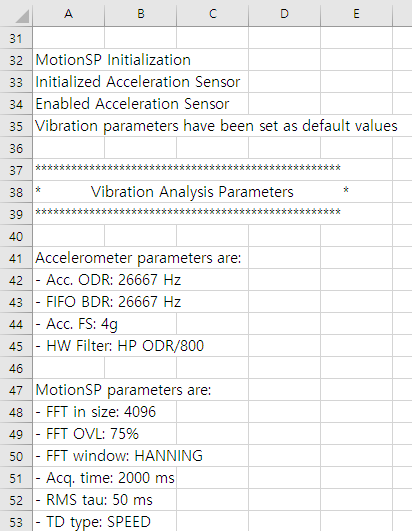 A B C D E
31
32 MotionSP Initialization
33 Initialized Acceleration Sensor
34 Enabled Acceleration Sensor
35 Vibration parameters have been set as default values
36
37 ***************************************************
38 * Vibration Analysis Parameters *
39 ***************************************************
40
41 Accelerometer parameters are:
42 - Acc. ODR: 26667 Hz
43 - FIFO BDR: 26667 Hz
44 - Acc. FS: 4g
45 - HW Filter: HP ODR/800
46
47 MotionSP parameters are:
48 - FFT in size: 4096
49 - FFT OVL: 75%
50 - FFT window: HANNING
51 - Acq. time: 2000 ms
52 - RMS tau: 50 ms
53 - TD type: SPEED